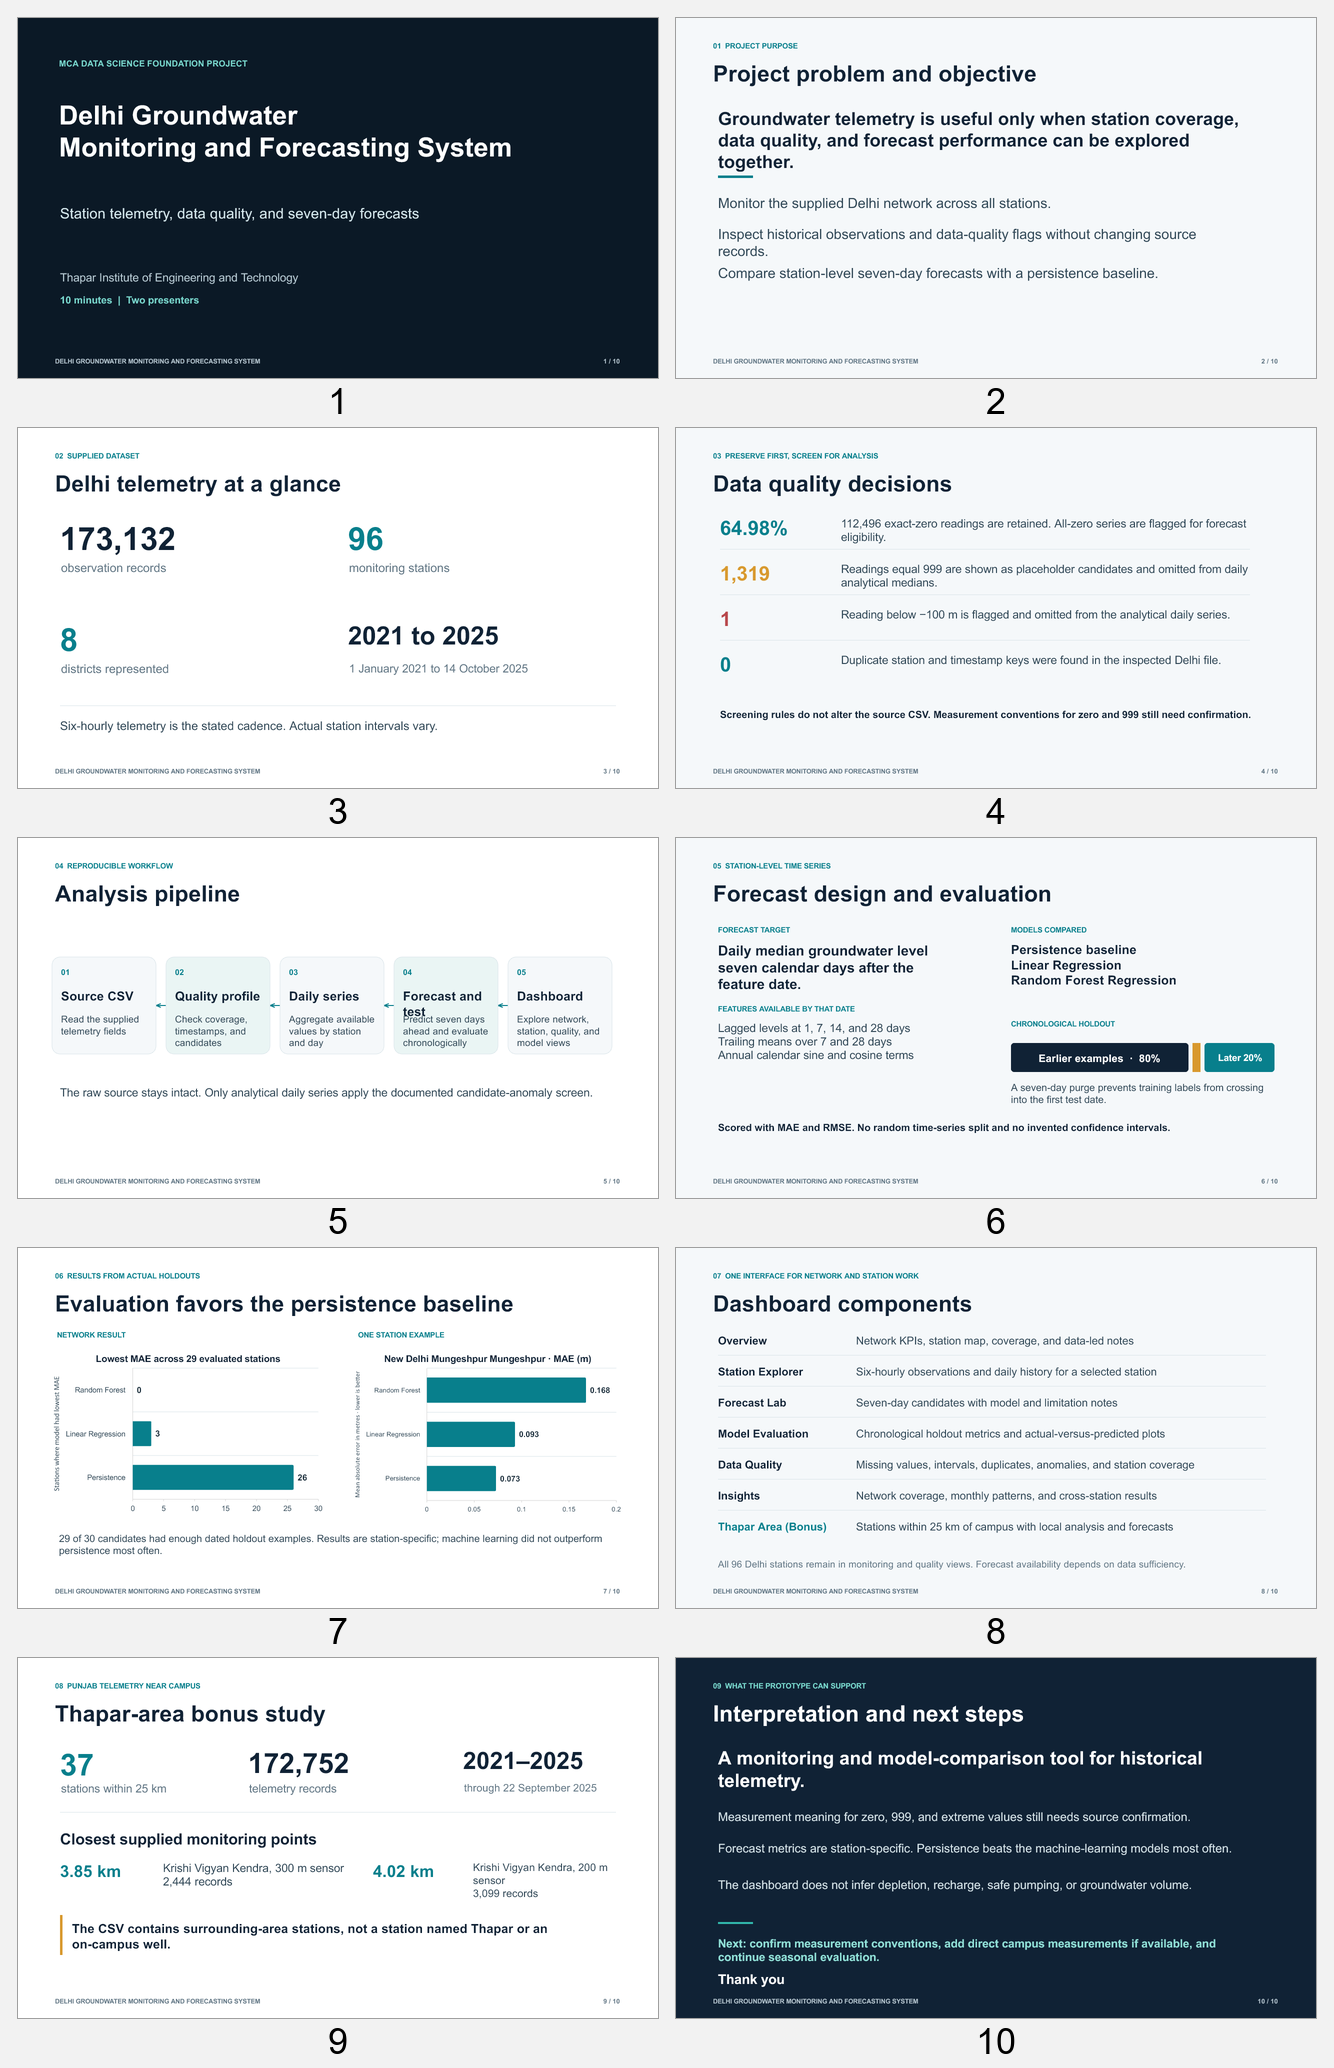 MCA DATA SCIENCE FOUNDATION PROJECT
Delhi Groundwater
Monitoring and Forecasting System
Station telemetry, data quality, and seven-day forecasts
Thapar Institute of Engineering and Technology
10 minutes | Two presenters
DELHI GROUNDWATER MONITORING AND FORECASTING SYSTEM
1 / 10
1
01 PROJECT PURPOSE
Project problem and objective
Groundwater telemetry is useful only when station coverage,
data quality, and forecast performance can be explored
together.
Monitor the supplied Delhi network across all stations.
Inspect historical observations and data-quality flags without changing source
records.
Compare station-level seven-day forecasts with a persistence baseline.
DELHI GROUNDWATER MONITORING AND FORECASTING SYSTEM
2 / 10
2
02 SUPPLIED DATASET
Delhi telemetry at a glance
173,132
observation records
96
monitoring stations
8
districts represented
2021 to 2025
1 January 2021 to 14 October 2025
Six-hourly telemetry is the stated cadence. Actual station intervals vary.
DELHI GROUNDWATER MONITORING AND FORECASTING SYSTEM
3 / 10
3
03 PRESERVE FIRST, SCREEN FOR ANALYSIS
Data quality decisions
64.98%
112,496 exact-zero readings are retained. All-zero series are flagged for forecast
eligibility.
1,319
Readings equal 999 are shown as placeholder candidates and omitted from daily
analytical medians.
1
Reading below −100 m is flagged and omitted from the analytical daily series.
0
Duplicate station and timestamp keys were found in the inspected Delhi file.
Screening rules do not alter the source CSV. Measurement conventions for zero and 999 still need confirmation.
DELHI GROUNDWATER MONITORING AND FORECASTING SYSTEM
4 / 10
4
04 REPRODUCIBLE WORKFLOW
Analysis pipeline
01
Source CSV
Read the supplied
telemetry fields
02
Quality profile
Check coverage,
timestamps, and
candidates
03
Daily series
Aggregate available
values by station
and day
04
Forecast and
test
Predict seven days
ahead and evaluate
chronologically
05
Dashboard
Explore network,
station, quality, and
model views
The raw source stays intact. Only analytical daily series apply the documented candidate-anomaly screen.
DELHI GROUNDWATER MONITORING AND FORECASTING SYSTEM
5 / 10
5
05 STATION-LEVEL TIME SERIES
Forecast design and evaluation
FORECAST TARGET
Daily median groundwater level
seven calendar days after the
feature date.
FEATURES AVAILABLE BY THAT DATE
Lagged levels at 1, 7, 14, and 28 days
Trailing means over 7 and 28 days
Annual calendar sine and cosine terms
MODELS COMPARED
Persistence baseline
Linear Regression
Random Forest Regression
CHRONOLOGICAL HOLDOUT
Earlier examples · 80%
Later 20%
A seven-day purge prevents training labels from crossing
into the first test date.
Scored with MAE and RMSE. No random time-series split and no invented confidence intervals.
DELHI GROUNDWATER MONITORING AND FORECASTING SYSTEM
6 / 10
6
06 RESULTS FROM ACTUAL HOLDOUTS
Evaluation favors the persistence baseline
NETWORK RESULT
Lowest MAE across 29 evaluated stations
Stations where model had lowest MAE
Random Forest
0
Linear Regression
3
Persistence
26
0 5 10 15 20 25 30
ONE STATION EXAMPLE
New Delhi Mungeshpur Mungeshpur · MAE (m)
Mean absolute error in metres · lower is better
Random Forest
0.168
Linear Regression
0.093
Persistence
0.073
0 0.05 0.1 0.15 0.2
29 of 30 candidates had enough dated holdout examples. Results are station-specific; machine learning did not outperform
persistence most often.
DELHI GROUNDWATER MONITORING AND FORECASTING SYSTEM
7 / 10
7
07 ONE INTERFACE FOR NETWORK AND STATION WORK
Dashboard components
Overview
Network KPIs, station map, coverage, and data-led notes
Station Explorer
Six-hourly observations and daily history for a selected station
Forecast Lab
Seven-day candidates with model and limitation notes
Model Evaluation
Chronological holdout metrics and actual-versus-predicted plots
Data Quality
Missing values, intervals, duplicates, anomalies, and station coverage
Insights
Network coverage, monthly patterns, and cross-station results
Thapar Area (Bonus)
Stations within 25 km of campus with local analysis and forecasts
All 96 Delhi stations remain in monitoring and quality views. Forecast availability depends on data sufficiency.
DELHI GROUNDWATER MONITORING AND FORECASTING SYSTEM
8 / 10
8
08 PUNJAB TELEMETRY NEAR CAMPUS
Thapar-area bonus study
37
stations within 25 km
172,752
telemetry records
2021–2025
through 22 September 2025
Closest supplied monitoring points
3.85 km
Krishi Vigyan Kendra, 300 m sensor
2,444 records
4.02 km
Krishi Vigyan Kendra, 200 m
sensor
3,099 records
The CSV contains surrounding-area stations, not a station named Thapar or an
on-campus well.
DELHI GROUNDWATER MONITORING AND FORECASTING SYSTEM
9 / 10
9
09 WHAT THE PROTOTYPE CAN SUPPORT
Interpretation and next steps
A monitoring and model-comparison tool for historical
telemetry.
Measurement meaning for zero, 999, and extreme values still needs source confirmation.
Forecast metrics are station-specific. Persistence beats the machine-learning models most often.
The dashboard does not infer depletion, recharge, safe pumping, or groundwater volume.
Next: confirm measurement conventions, add direct campus measurements if available, and
continue seasonal evaluation.
Thank you
DELHI GROUNDWATER MONITORING AND FORECASTING SYSTEM
10 / 10
10